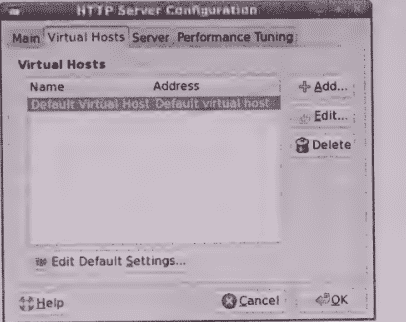 HTTP Server Configuration
Main Virtual Hosts Server Performance Tuning
Virtual Hosts
Name Address
Default Virtual Host Default virtual host
Add...
Edit...
Delete
Edit Default Settings...
Help Cancel OK